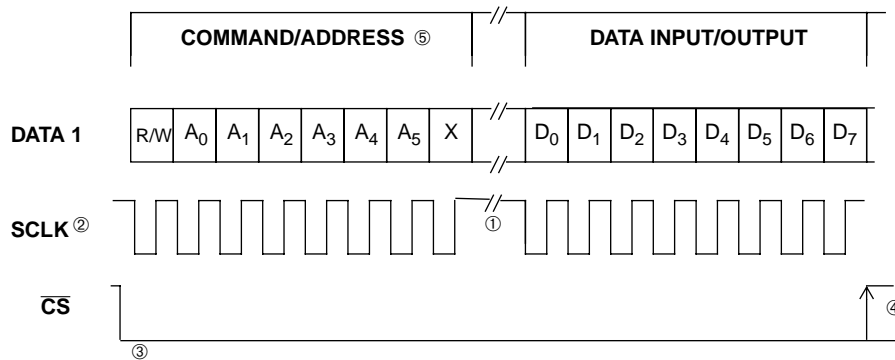 COMMAND/ADDRESS ⑤ DATA INPUT/OUTPUT
DATA 1 R/W A₀ A₁ A₂ A₃ A₄ A₅ X D₀ D₁ D₂ D₃ D₄ D₅ D₆ D₇
SCLK ② ①
CS ④
③